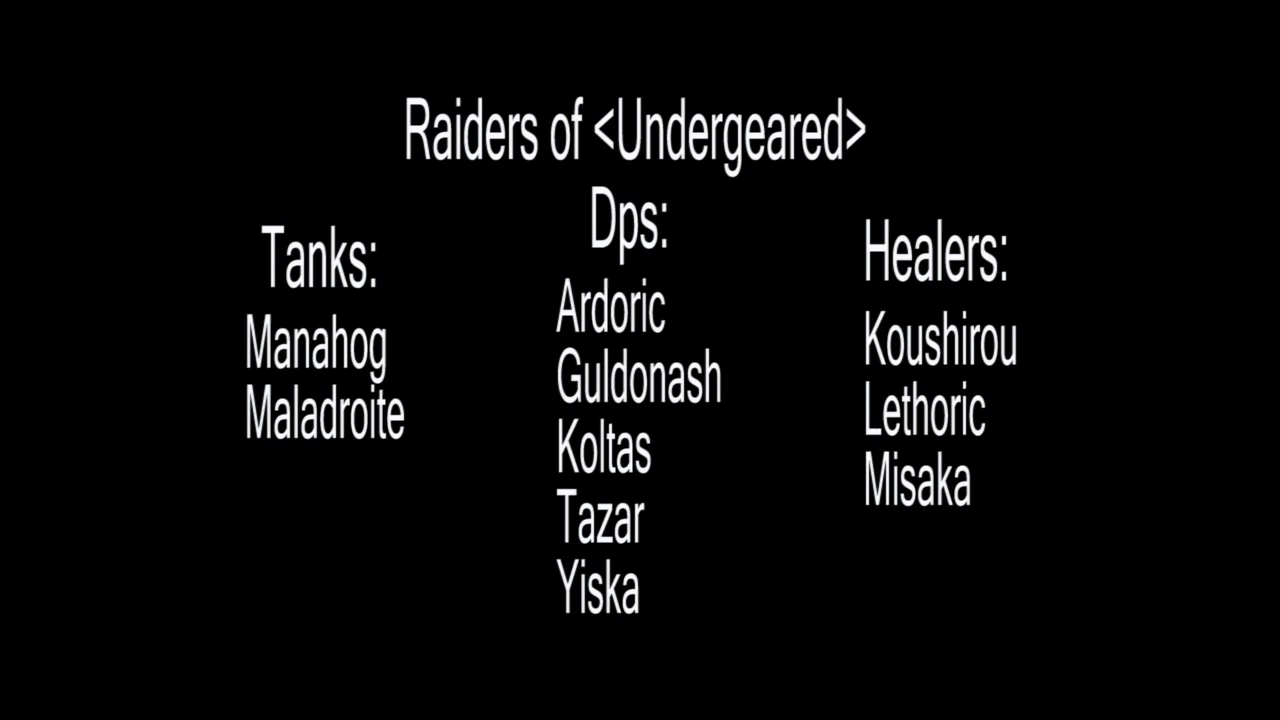 Raiders of <Undergeared>
Tanks:
Manahog
Maladroite
Dps:
Ardoric
Guldonash
Koltas
Tazar
Yiska
Healers:
Koushirou
Lethoric
Misaka